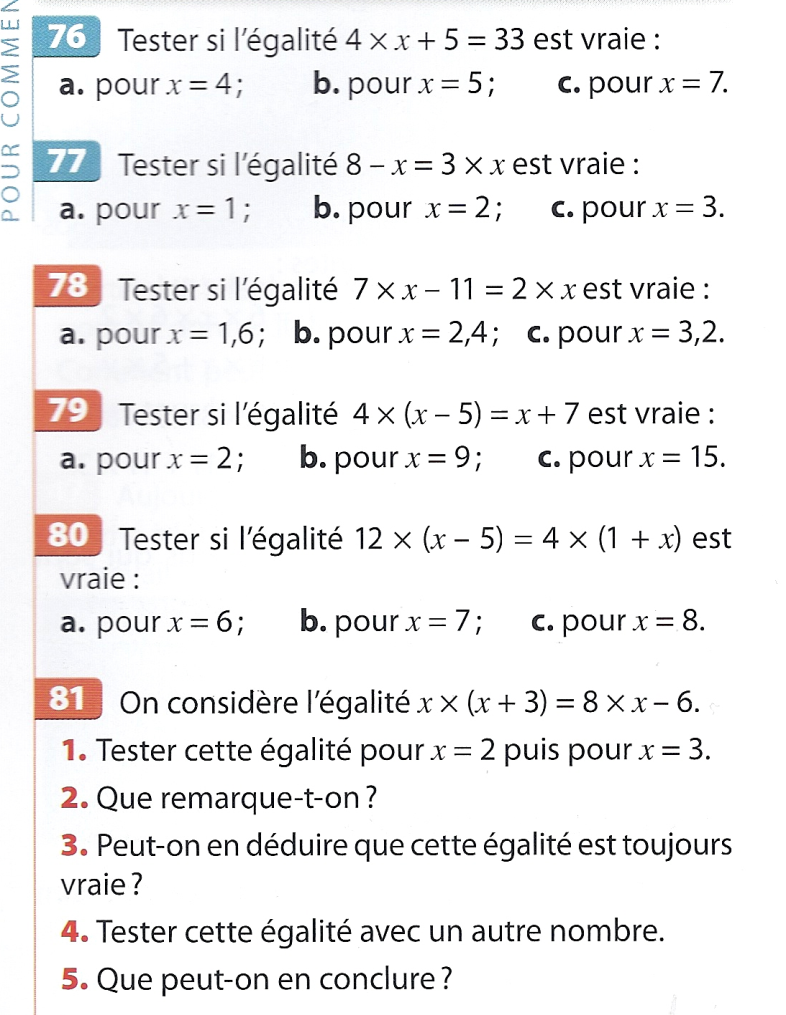 POUR COMMEN
76 Tester si l'égalité 4 × x + 5 = 33 est vraie :
a. pour x = 4 ; b. pour x = 5 ; c. pour x = 7.
77 Tester si l'égalité 8 – x = 3 × x est vraie :
a. pour x = 1 ; b. pour x = 2 ; c. pour x = 3.
78 Tester si l'égalité 7 × x – 11 = 2 × x est vraie :
a. pour x = 1,6 ; b. pour x = 2,4 ; c. pour x = 3,2.
79 Tester si l'égalité 4 × (x – 5) = x + 7 est vraie :
a. pour x = 2 ; b. pour x = 9 ; c. pour x = 15.
80 Tester si l'égalité 12 × (x – 5) = 4 × (1 + x) est
vraie :
a. pour x = 6 ; b. pour x = 7 ; c. pour x = 8.
81 On considère l'égalité x × (x + 3) = 8 × x – 6.
1. Tester cette égalité pour x = 2 puis pour x = 3.
2. Que remarque-t-on ?
3. Peut-on en déduire que cette égalité est toujours
vraie ?
4. Tester cette égalité avec un autre nombre.
5. Que peut-on en conclure ?